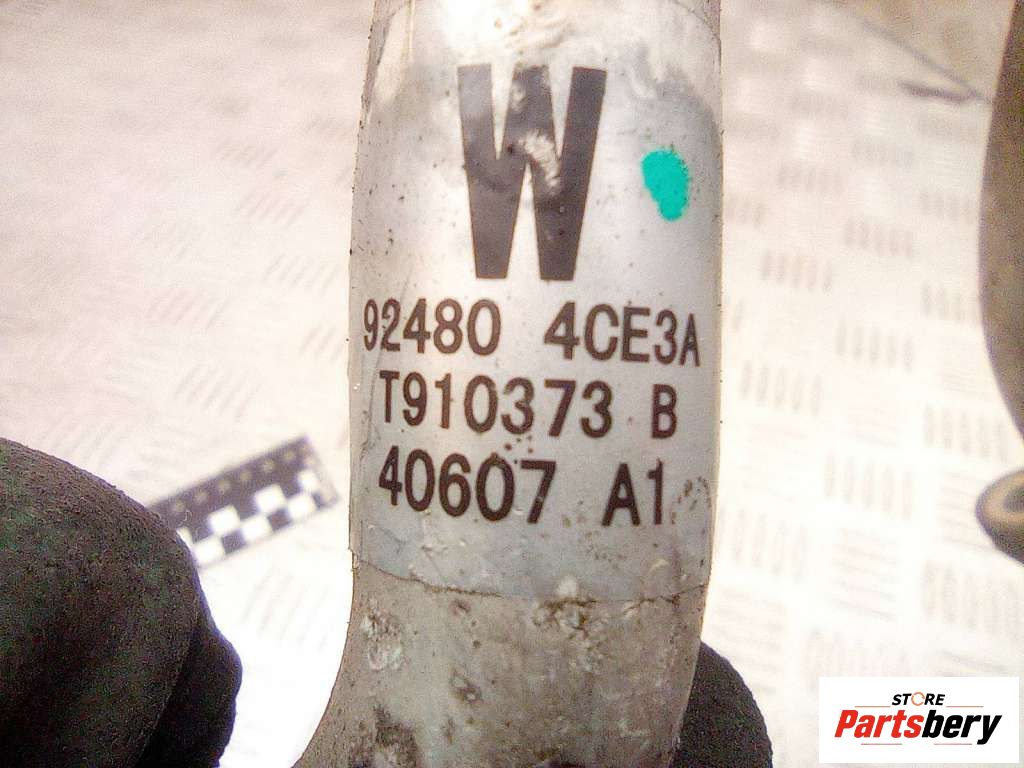 W
92480 4CE3A
T910373 B
40607 A1
STORE
Partsbery